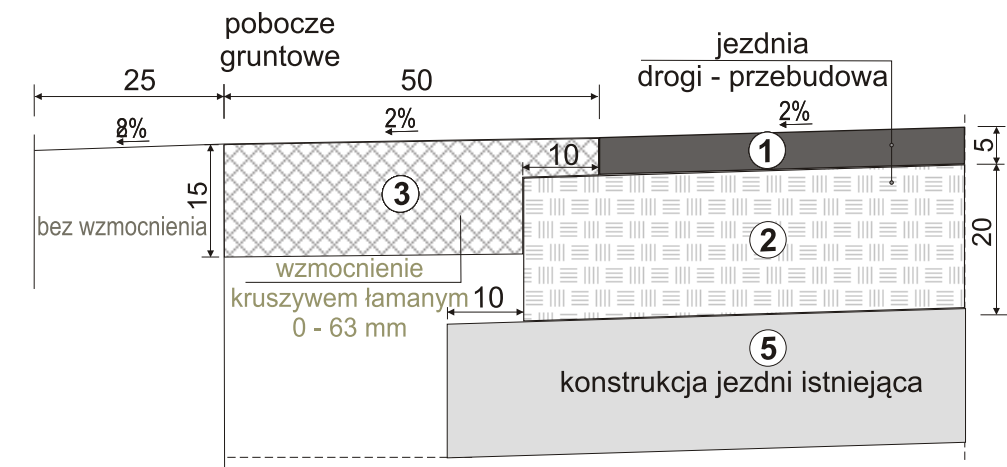 pobocze
gruntowe
jezdnia
drogi - przebudowa
25
50
8%
2%
2%
1
5
10
15
3
bez wzmocnienia
2
20
wzmocnienie
kruszywem łamanym
0 - 63 mm
10
5
konstrukcja jezdni istniejąca